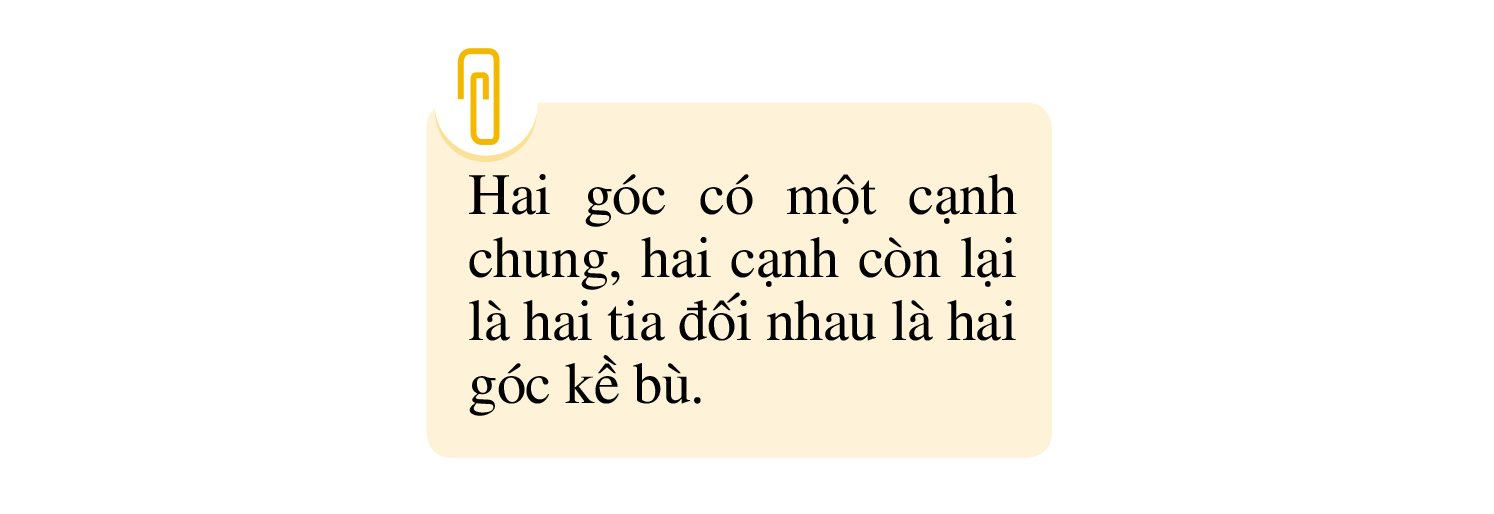 Hai góc có một cạnh
chung, hai cạnh còn lại
là hai tia đối nhau là hai
góc kề bù.